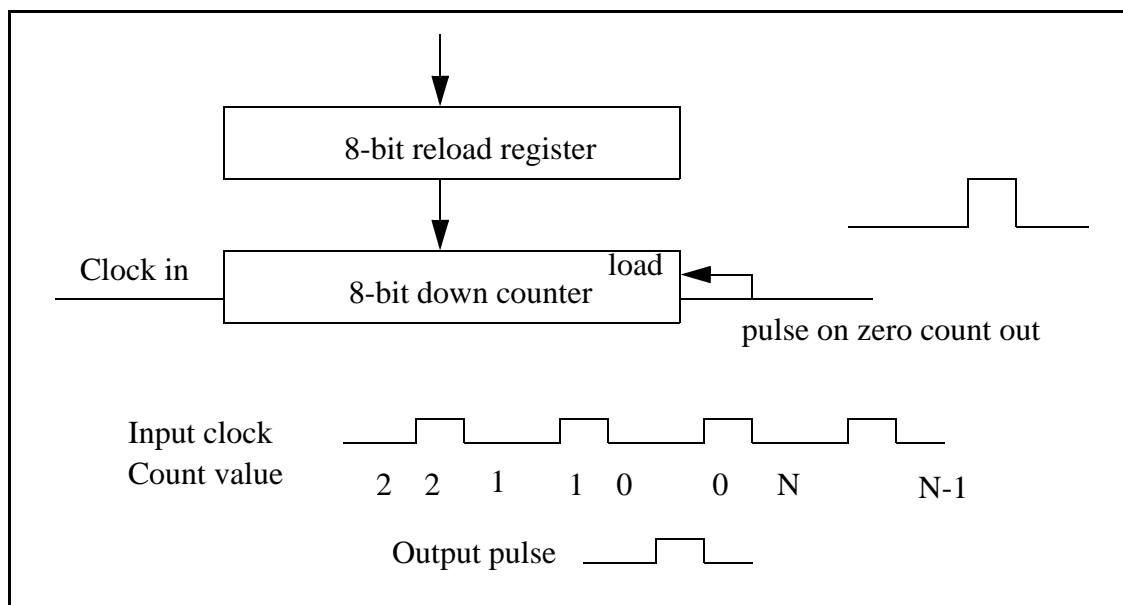 8-bit reload register
Clock in
load
8-bit down counter
pulse on zero count out
Input clock
Count value
2 2 1 1 0 0 N N-1
Output pulse